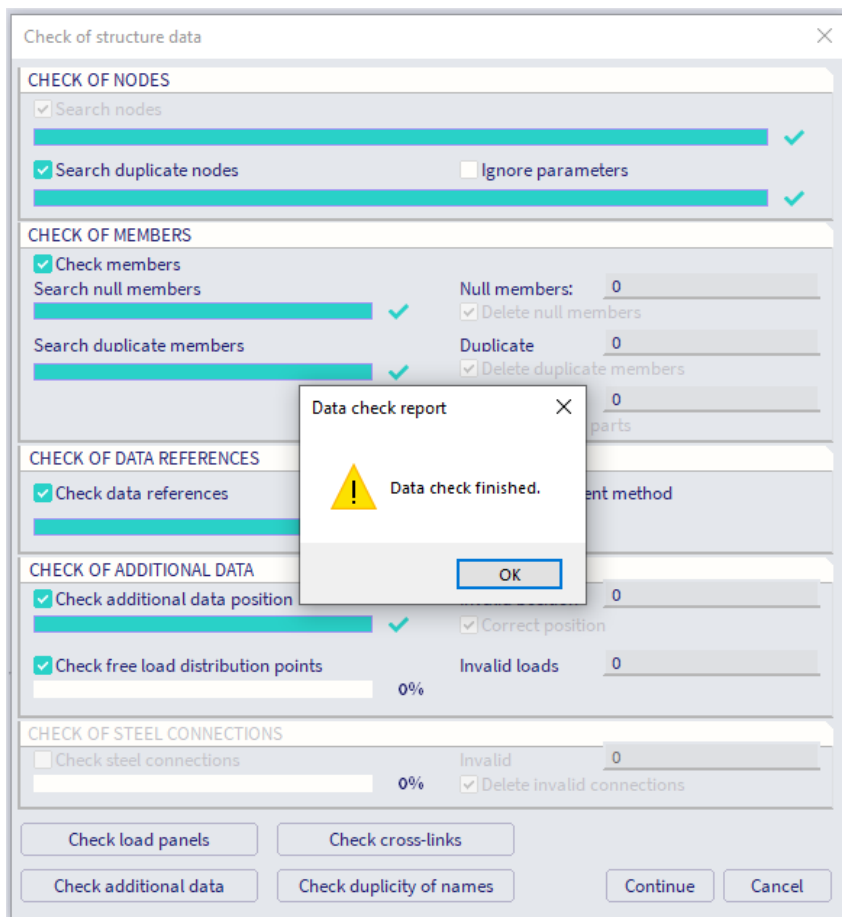 Check of structure data
CHECK OF NODES
Search nodes
Search duplicate nodes
Ignore parameters
CHECK OF MEMBERS
Check members
Search null members
Null members: 0
Delete null members
Search duplicate members
Duplicate 0
Delete duplicate members
0
parts
Data check report
Data check finished.
OK
CHECK OF DATA REFERENCES
Check data references
ent method
CHECK OF ADDITIONAL DATA
Check additional data position
0
Correct position
Check free load distribution points
Invalid loads 0
0%
CHECK OF STEEL CONNECTIONS
Check steel connections
Invalid 0
0%
Delete invalid connections
Check load panels
Check cross-links
Check additional data
Check duplicity of names
Continue
Cancel